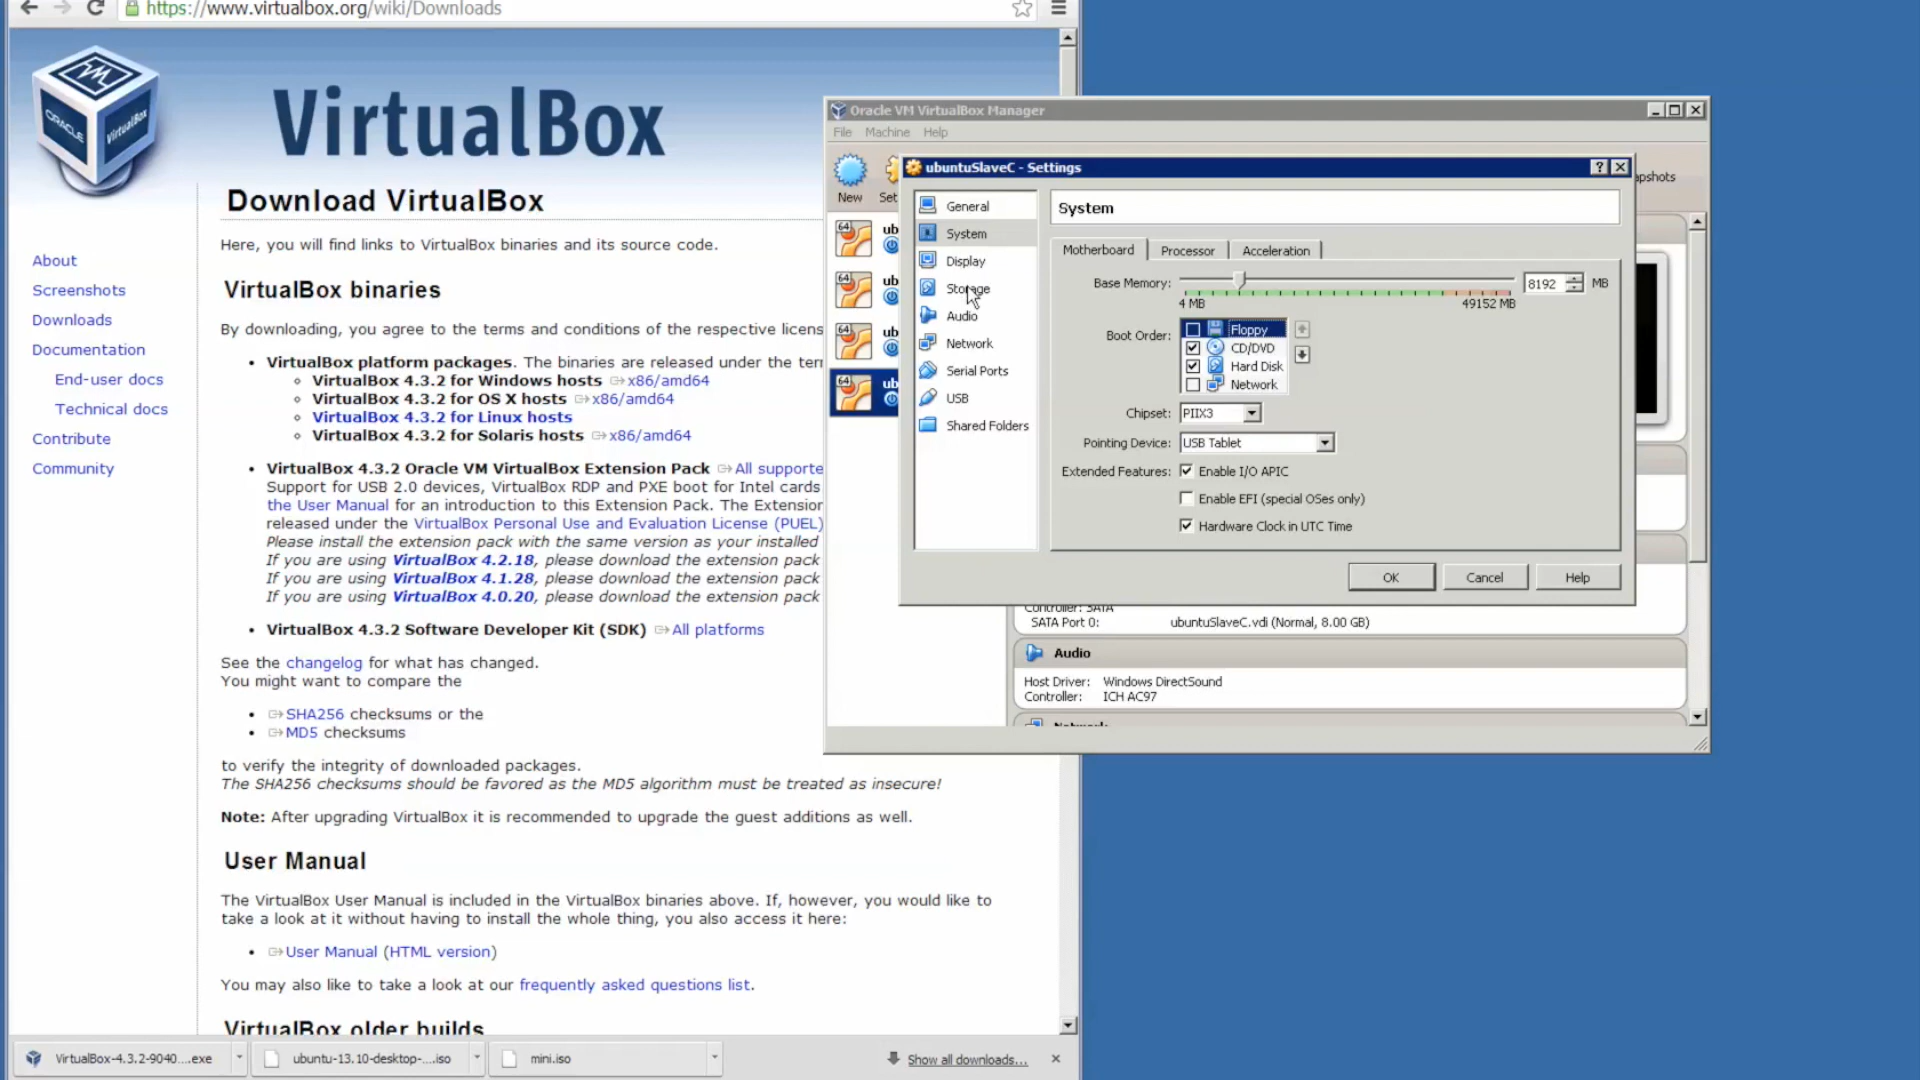 https://www.virtualbox.org/wiki/Downloads
ORACLE
VirtualBox
VirtualBox
Download VirtualBox
Here, you will find links to VirtualBox binaries and its source code.
About
Screenshots
Downloads
Documentation
End-user docs
Technical docs
Contribute
Community
VirtualBox binaries
By downloading, you agree to the terms and conditions of the respective licens
• VirtualBox platform packages. The binaries are released under the ter
VirtualBox 4.3.2 for Windows hosts x86/amd64
VirtualBox 4.3.2 for OS X hosts x86/amd64
VirtualBox 4.3.2 for Linux hosts
VirtualBox 4.3.2 for Solaris hosts x86/amd64
• VirtualBox 4.3.2 Oracle VM VirtualBox Extension Pack All supporte
Support for USB 2.0 devices, VirtualBox RDP and PXE boot for Intel cards
the User Manual for an introduction to this Extension Pack. The Extension
released under the VirtualBox Personal Use and Evaluation License (PUEL)
Please install the extension pack with the same version as your installed
If you are using VirtualBox 4.2.18, please download the extension pack
If you are using VirtualBox 4.1.28, please download the extension pack
If you are using VirtualBox 4.0.20, please download the extension pack
• VirtualBox 4.3.2 Software Developer Kit (SDK) All platforms
See the changelog for what has changed.
You might want to compare the
• SHA256 checksums or the
• MD5 checksums
to verify the integrity of downloaded packages.
The SHA256 checksums should be favored as the MD5 algorithm must be treated as insecure!
Note: After upgrading VirtualBox it is recommended to upgrade the guest additions as well.
User Manual
The VirtualBox User Manual is included in the VirtualBox binaries above. If, however, you would like to
take a look at it without having to install the whole thing, you also access it here:
• User Manual (HTML version)
You may also like to take a look at our frequently asked questions list.
VirtualBox older builds
VirtualBox-4.3.2-9040....exe
ubuntu-13.10-desktop-....iso
mini.iso
Show all downloads...
Oracle VM VirtualBox Manager
File Machine Help
New
Set
apshots
64 ub
64 ub
64 ub
64 ub
ubuntuSlaveC - Settings
General
System
Display
Storage
Audio
Network
Serial Ports
USB
Shared Folders
System
Motherboard Processor Acceleration
Base Memory: 8192 MB
4 MB 49152 MB
Boot Order: Floppy
CD/DVD
Hard Disk
Network
Chipset: PIIX3
Pointing Device: USB Tablet
Extended Features: Enable I/O APIC
Enable EFI (special OSes only)
Hardware Clock in UTC Time
OK Cancel Help
Controller: SATA
SATA Port 0: ubuntuSlaveC.vdi (Normal, 8.00 GB)
Audio
Host Driver: Windows DirectSound
Controller: ICH AC97
Network